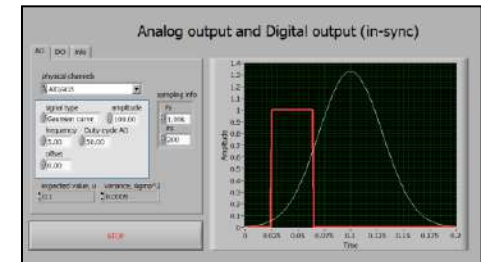 Analog output and Digital output (in-sync)
AO DO Info
physical channels
sampling info
signal type amplitude
Gaussian curve 100.00
Fs
1.00k
frequency Duty cycle AO
5.00 50.00
#s
200
offset
0.00
expected value, u variance, sigma^2
0.1
STOP
Amplitude
1.4
1.3
1.2
1.1
1
0.9
0.8
0.7
0.6
0.5
0.4
0.3
0.2
0.1
0 0.025 0.05 0.075 0.1 0.125 0.15 0.175 0.2
Time